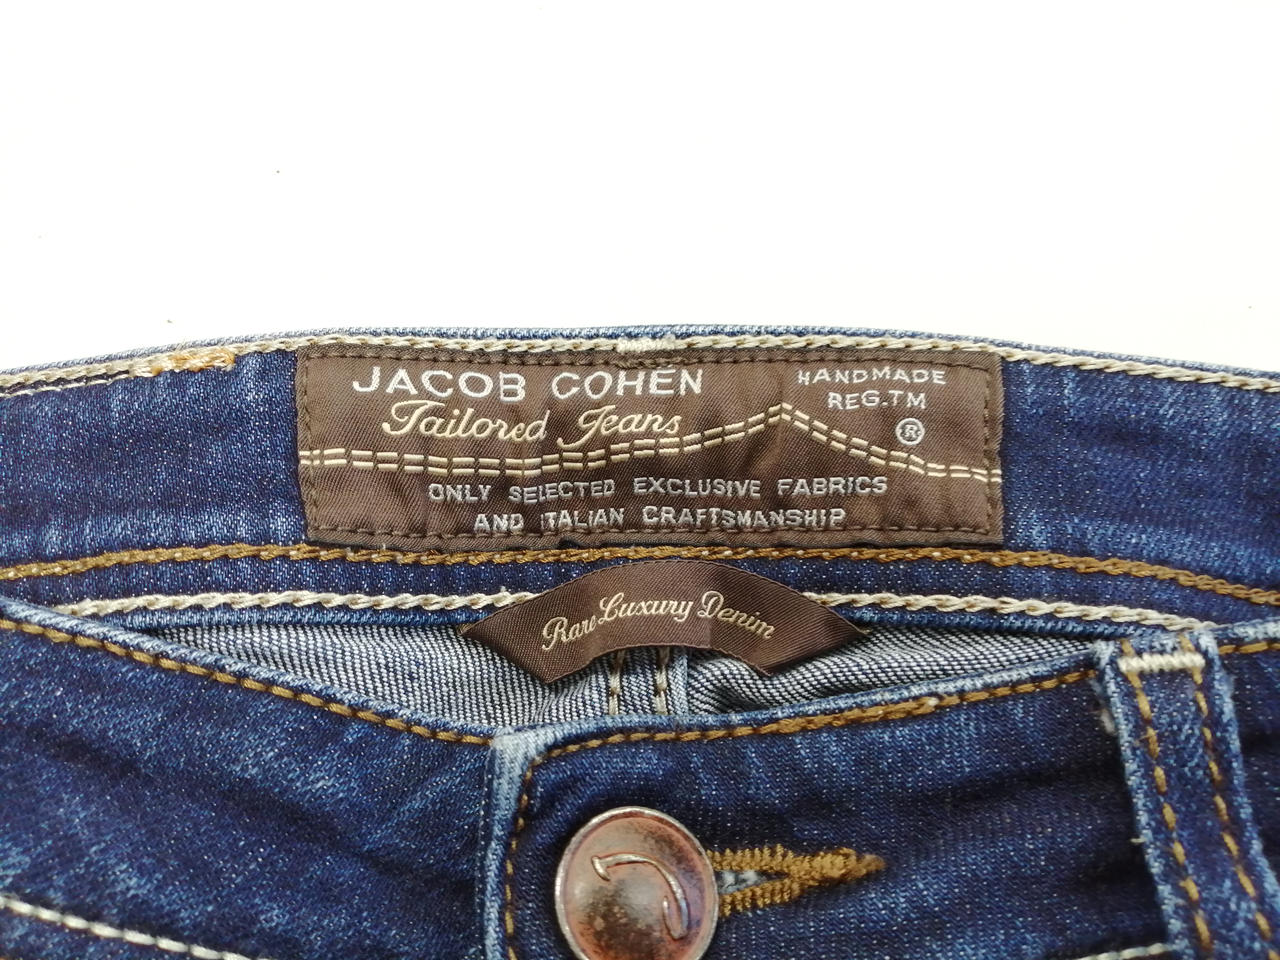 JACOB COHEN
Tailored Jeans
HANDMADE
REG.TM
®
ONLY SELECTED EXCLUSIVE FABRICS
AND ITALIAN CRAFTSMANSHIP
Rare Luxury Denim
J